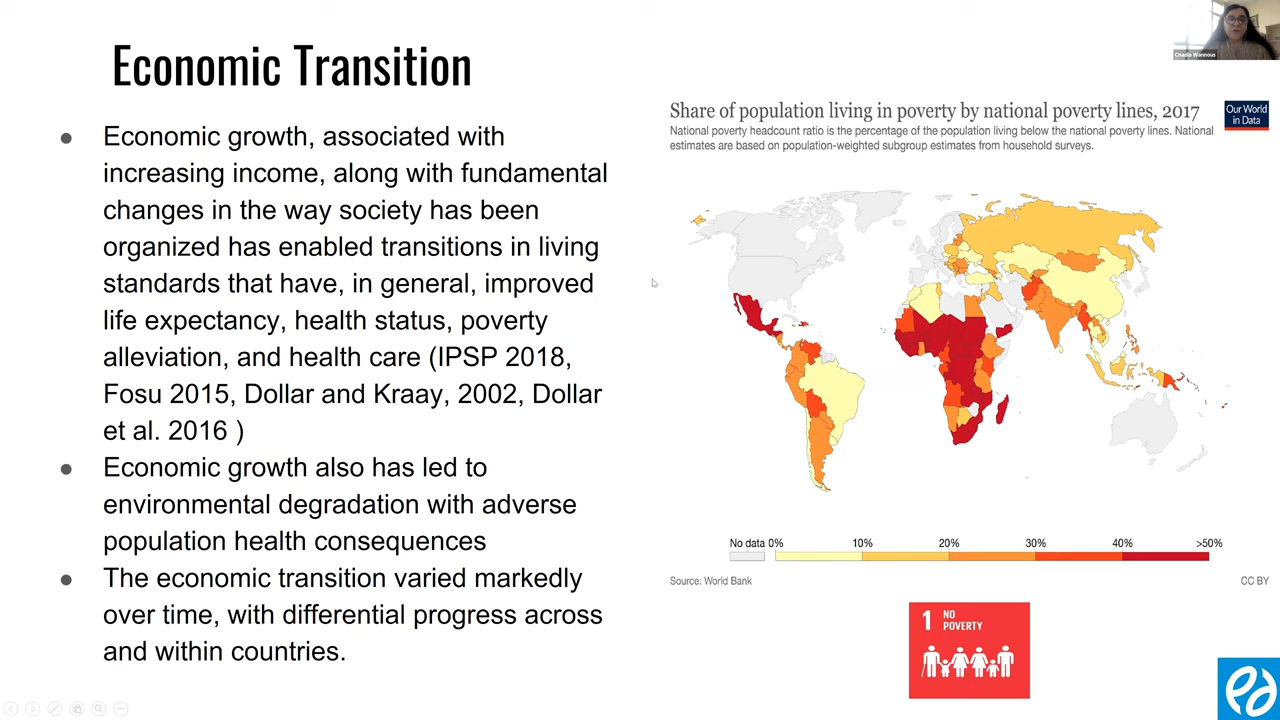 Economic Transition
Charlie Wannous
● Economic growth, associated with
increasing income, along with fundamental
changes in the way society has been
organized has enabled transitions in living
standards that have, in general, improved
life expectancy, health status, poverty
alleviation, and health care (IPSP 2018,
Fosu 2015, Dollar and Kraay, 2002, Dollar
et al. 2016 )
● Economic growth also has led to
environmental degradation with adverse
population health consequences
● The economic transition varied markedly
over time, with differential progress across
and within countries.
Share of population living in poverty by national poverty lines, 2017
Our World
in Data
National poverty headcount ratio is the percentage of the population living below the national poverty lines. National
estimates are based on population-weighted subgroup estimates from household surveys.
No data 0% 10% 20% 30% 40% >50%
Source: World Bank
CC BY
1 NO
POVERTY